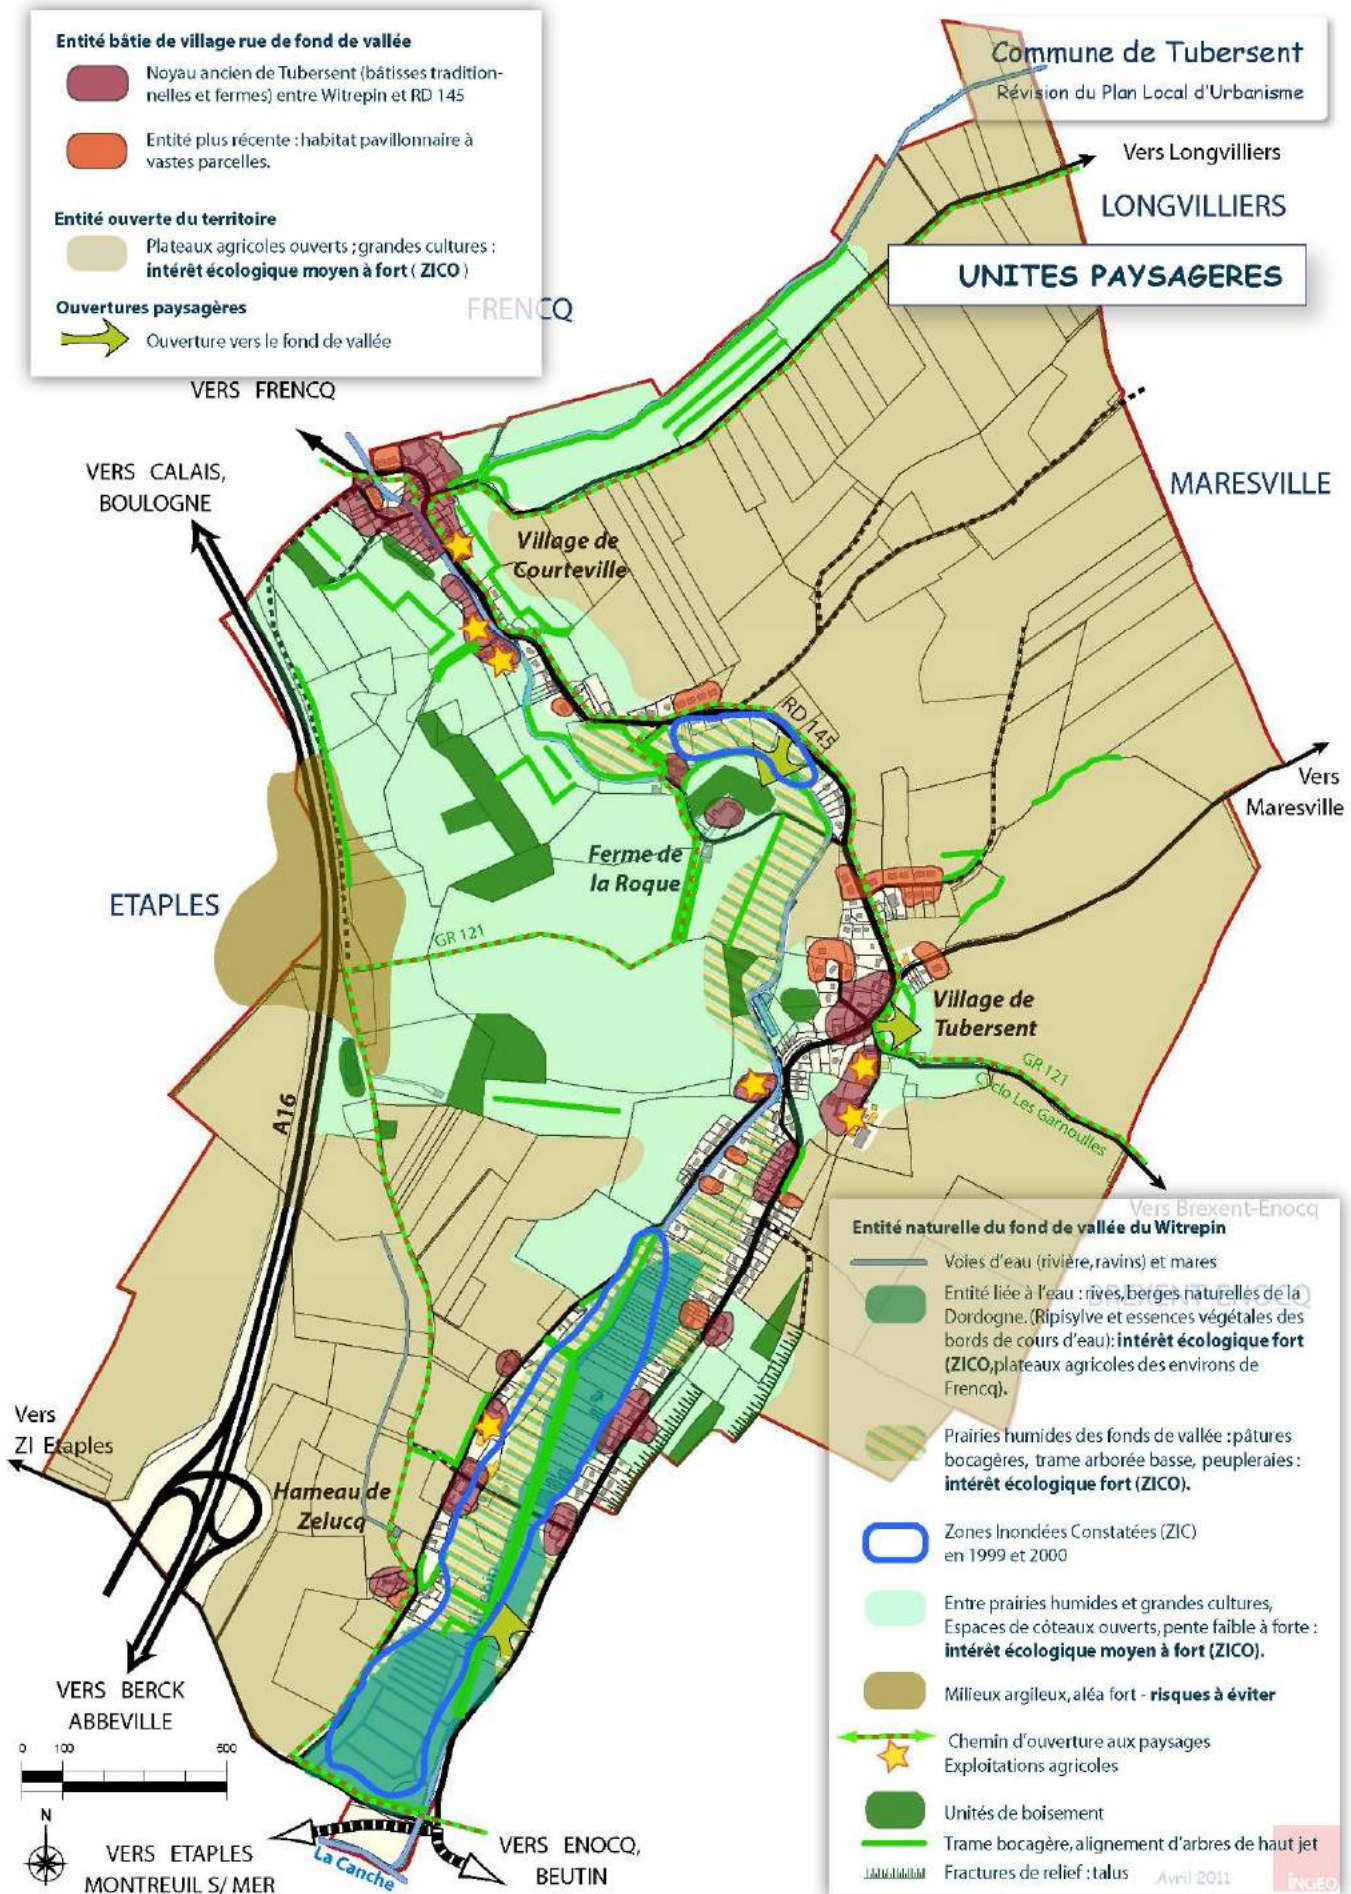 Entité bâtie de village rue de fond de vallée
Noyau ancien de Tubersent (bâtisses tradition-
nelles et fermes) entre Witrepin et RD 145
Entité plus récente : habitat pavillonnaire à
vastes parcelles.
Entité ouverte du territoire
Plateaux agricoles ouverts ; grandes cultures :
intérêt écologique moyen à fort ( ZICO )
Ouvertures paysagères
Ouverture vers le fond de vallée
Commune de Tubersent
Révision du Plan Local d'Urbanisme
Vers Longvilliers
LONGVILLIERS
UNITES PAYSAGERES
FRENCQ
VERS FRENCQ
VERS CALAIS,
BOULOGNE
MARESVILLE
Village de
Courteville
RD 145
Vers
Maresville
Ferme de
la Roque
ETAPLES
GR 121
Village de
Tubersent
GR 121
Cyclo Les Garnoulles
A16
Vers Brexent-Enocq
BREXENT-ENOCQ
Entité naturelle du fond de vallée du Witrepin
Voies d'eau (rivière, ravins) et mares
Entité liée à l'eau : rives, berges naturelles de la
Dordogne. (Ripisylve et essences végétales des
bords de cours d'eau): intérêt écologique fort
(ZICO, plateaux agricoles des environs de
Frencq).
Prairies humides des fonds de vallée : pâtures
bocagères, trame arborée basse, peupleraies :
intérêt écologique fort (ZICO).
Zones Inondées Constatées (ZIC)
en 1999 et 2000
Entre prairies humides et grandes cultures,
Espaces de côteaux ouverts, pente faible à forte :
intérêt écologique moyen à fort (ZICO).
Milieux argileux, aléa fort - risques à éviter
Chemin d'ouverture aux paysages
Exploitations agricoles
Unités de boisement
Trame bocagère, alignement d'arbres de haut jet
Fractures de relief : talus
Avril 2011
INGEO
Vers
ZI Etaples
Hameau de
Zelucq
VERS BERCK
ABBEVILLE
0 100 500
N
VERS ETAPLES
MONTREUIL S/ MER
La Canche
VERS ENOCQ,
BEUTIN